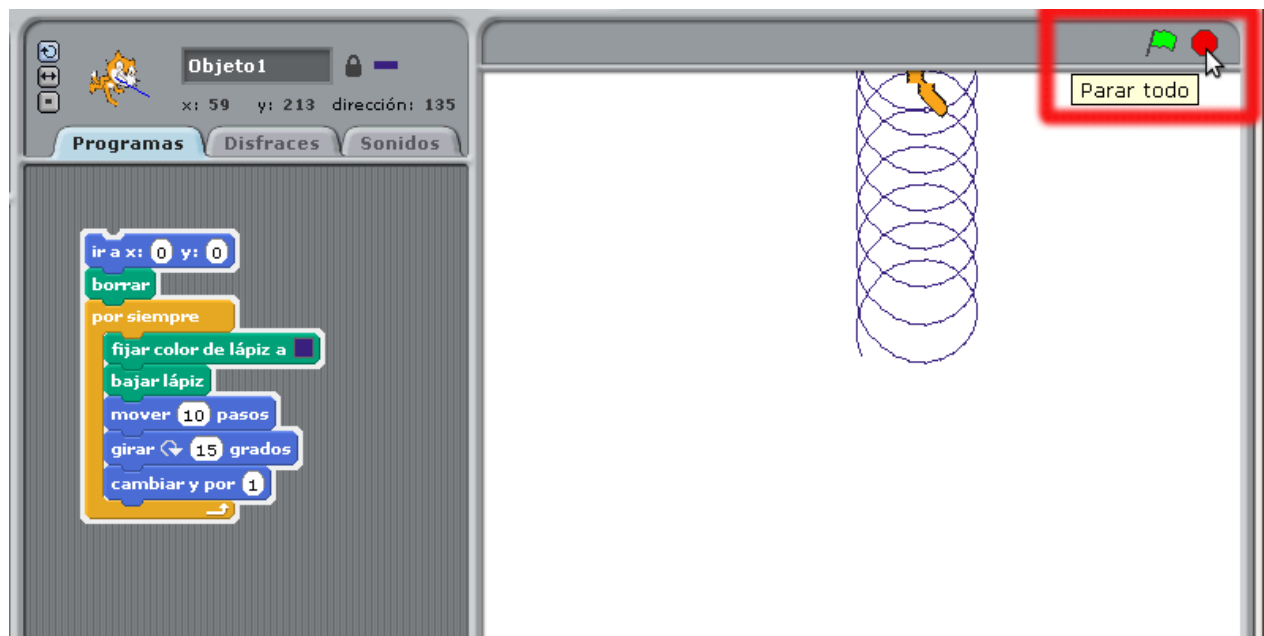 Objeto1
x: 59 y: 213 dirección: 135
Programas Disfraces Sonidos
Parar todo
ir a x: 0 y: 0
borrar
por siempre
fijar color de lápiz a
bajar lápiz
mover 10 pasos
girar 15 grados
cambiar y por 1